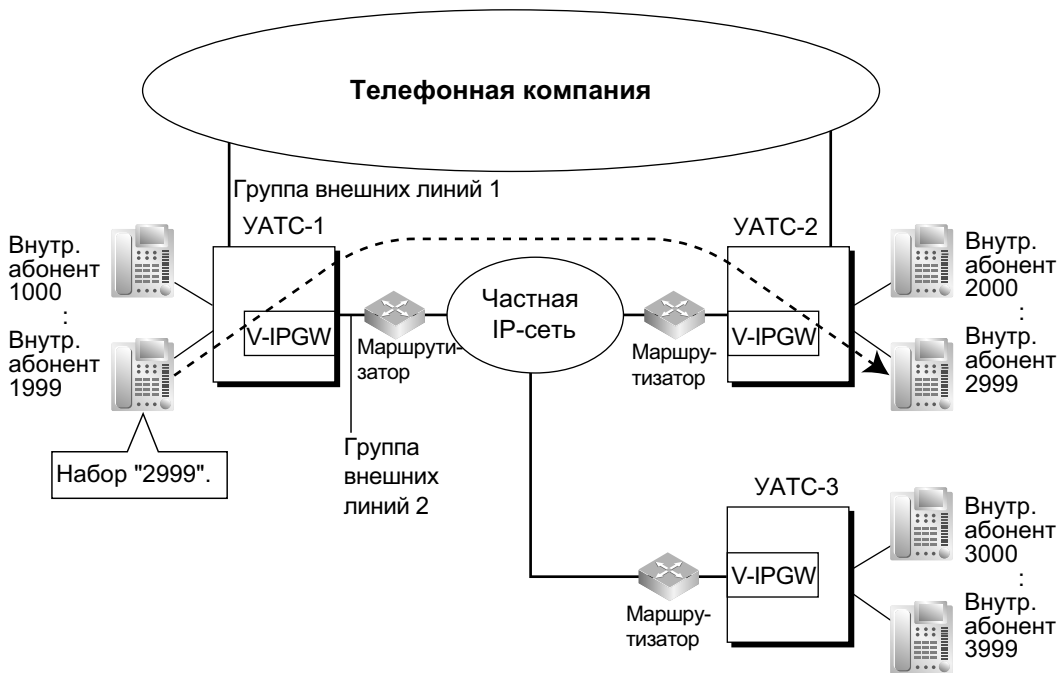 Телефонная компания
Группа внешних линий 1
УАТС-1
УАТС-2
Внутр.
абонент
1000
:
Внутр.
абонент
1999
V-IPGW
Маршрути-
затор
Частная
IP-сеть
Маршру-
тизатор
V-IPGW
Внутр.
абонент
2000
:
Внутр.
абонент
2999
Набор "2999".
Группа
внешних
линий 2
УАТС-3
V-IPGW
Маршру-
тизатор
Внутр.
абонент
3000
:
Внутр.
абонент
3999